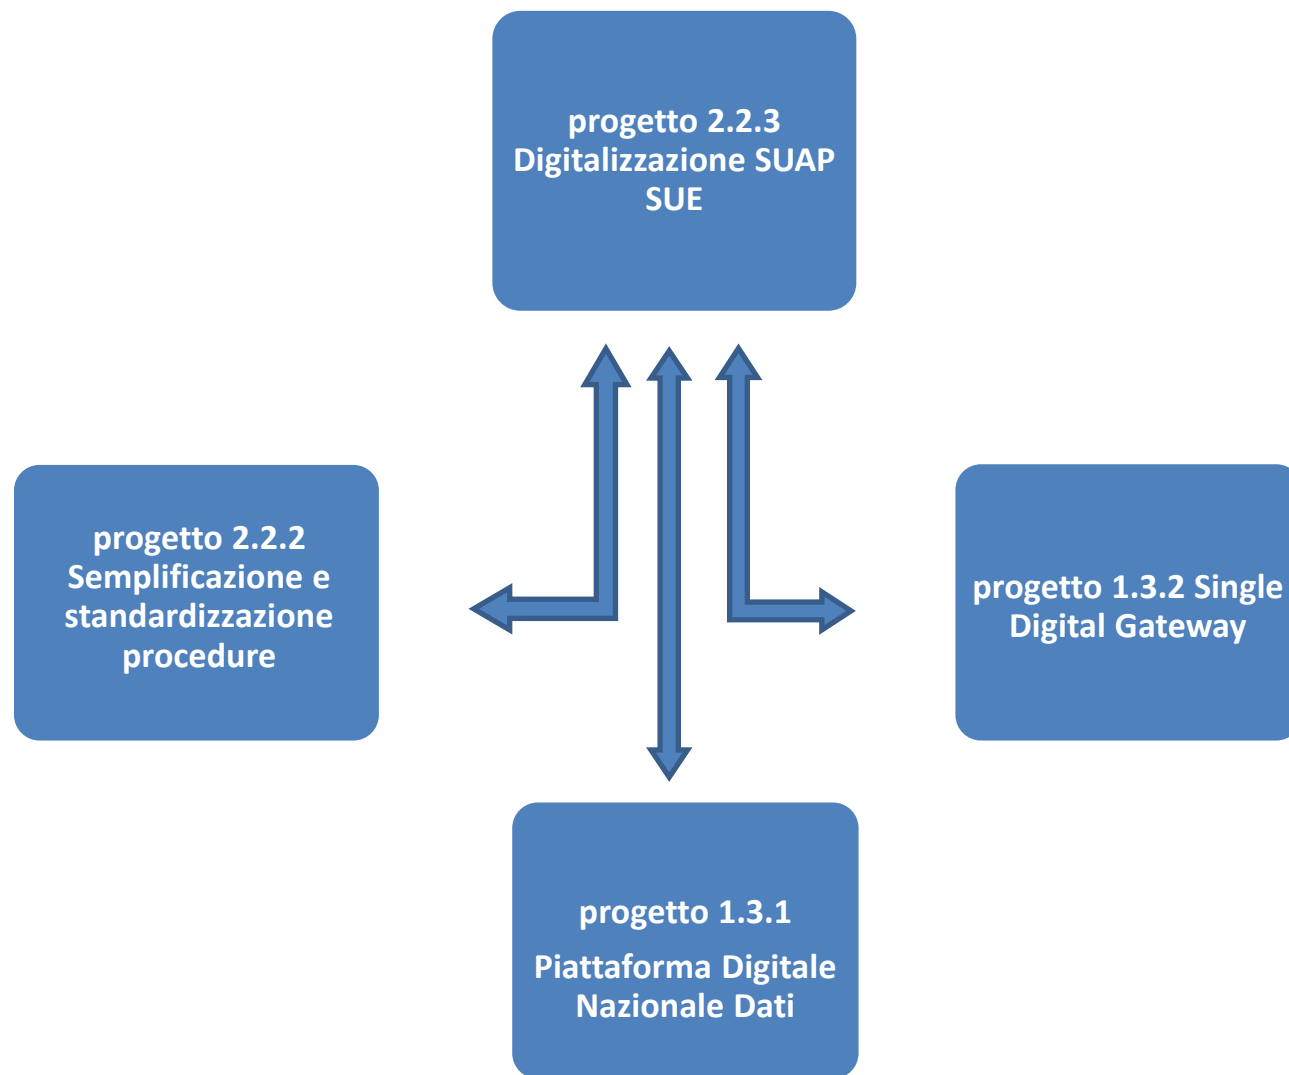 progetto 2.2.3
Digitalizzazione SUAP
SUE
progetto 2.2.2
Semplificazione e
standardizzazione
procedure
progetto 1.3.2 Single
Digital Gateway
progetto 1.3.1
Piattaforma Digitale
Nazionale Dati